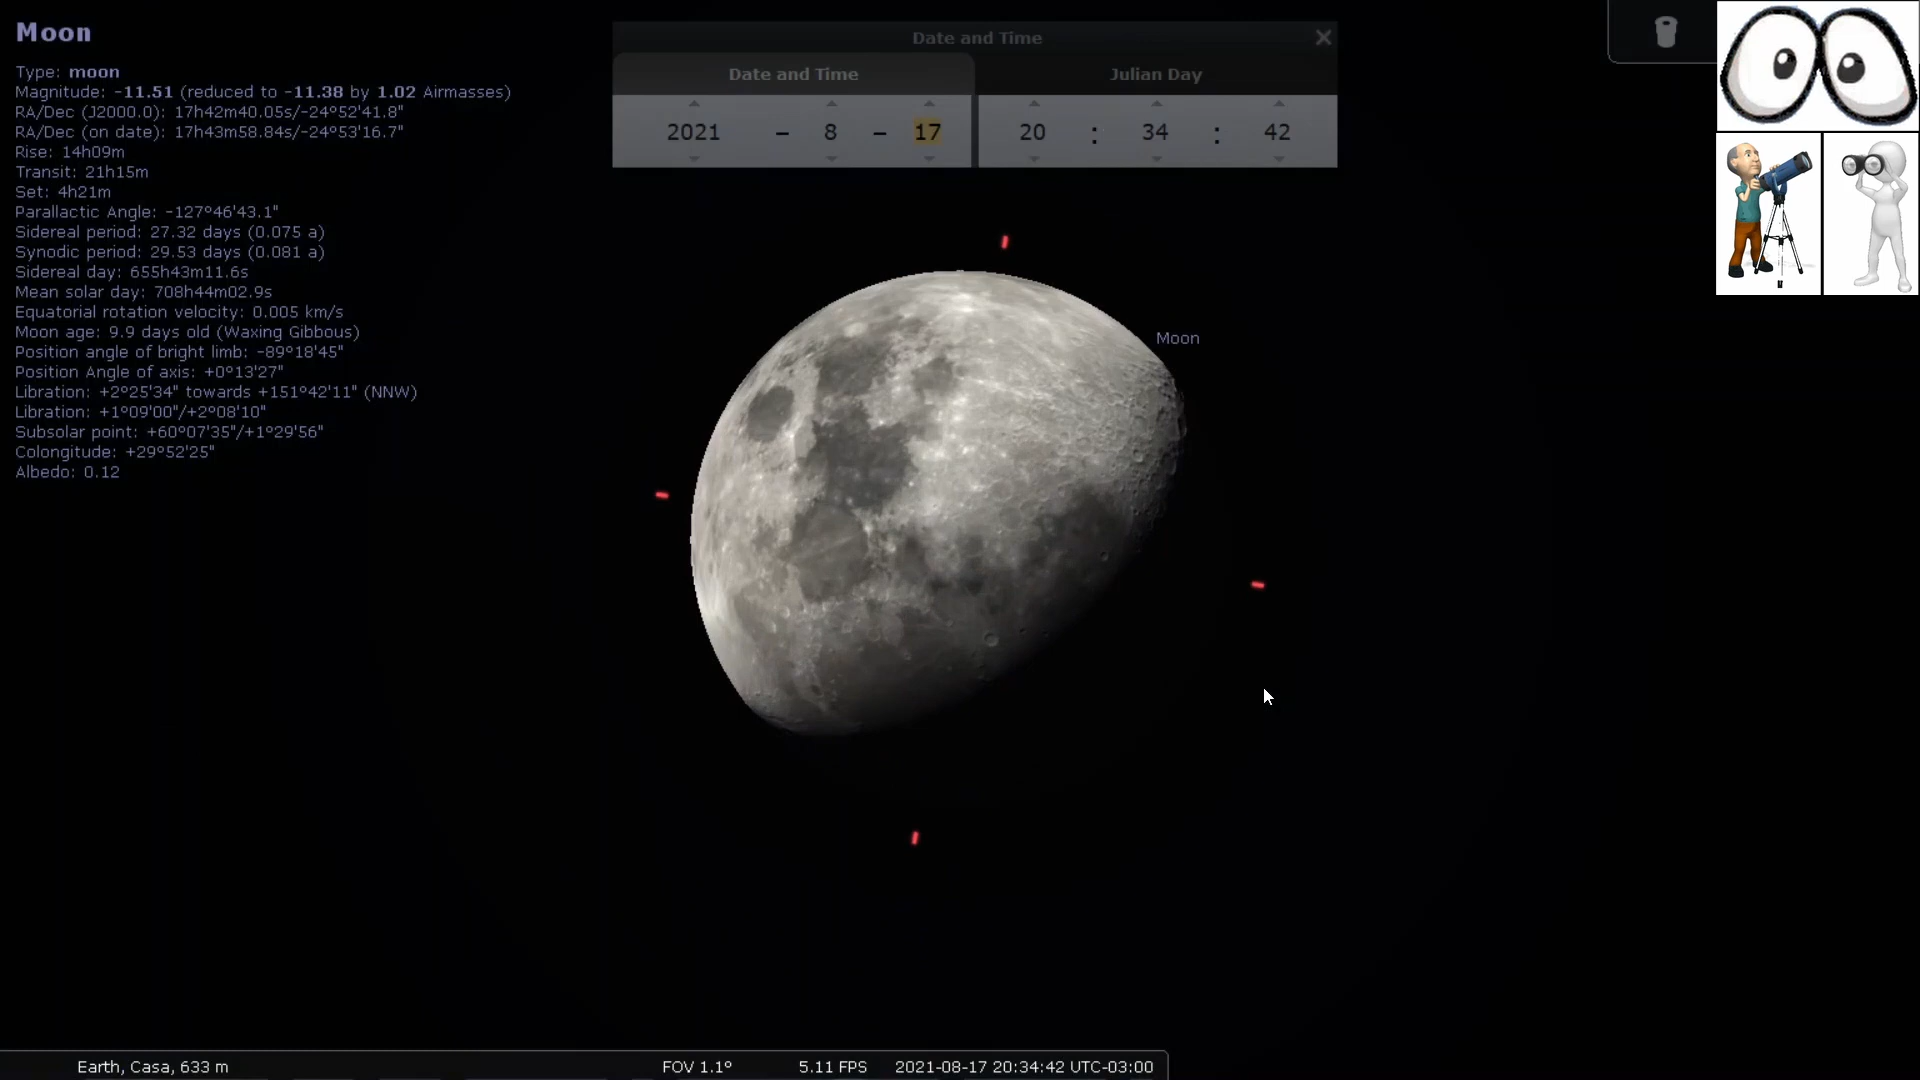 Moon
Type: moon
Magnitude: -11.51 (reduced to -11.38 by 1.02 Airmasses)
RA/Dec (J2000.0): 17h42m40.05s/-24°52'41.8"
RA/Dec (on date): 17h43m58.84s/-24°53'16.7"
Rise: 14h09m
Transit: 21h15m
Set: 4h21m
Parallactic Angle: -127°46'43.1"
Sidereal period: 27.32 days (0.075 a)
Synodic period: 29.53 days (0.081 a)
Sidereal day: 655h43m11.6s
Mean solar day: 708h44m02.9s
Equatorial rotation velocity: 0.005 km/s
Moon age: 9.9 days old (Waxing Gibbous)
Position angle of bright limb: -89°18'45"
Position Angle of axis: +0°13'27"
Libration: +2°25'34" towards +151°42'11" (NNW)
Libration: +1°09'00"/+2°08'10"
Subsolar point: +60°07'35"/+1°29'56"
Colongitude: +29°52'25"
Albedo: 0.12
Date and Time
Date and Time Julian Day
2021 - 8 - 17 20 : 34 : 42
Moon
Earth, Casa, 633 m FOV 1.1° 5.11 FPS 2021-08-17 20:34:42 UTC-03:00